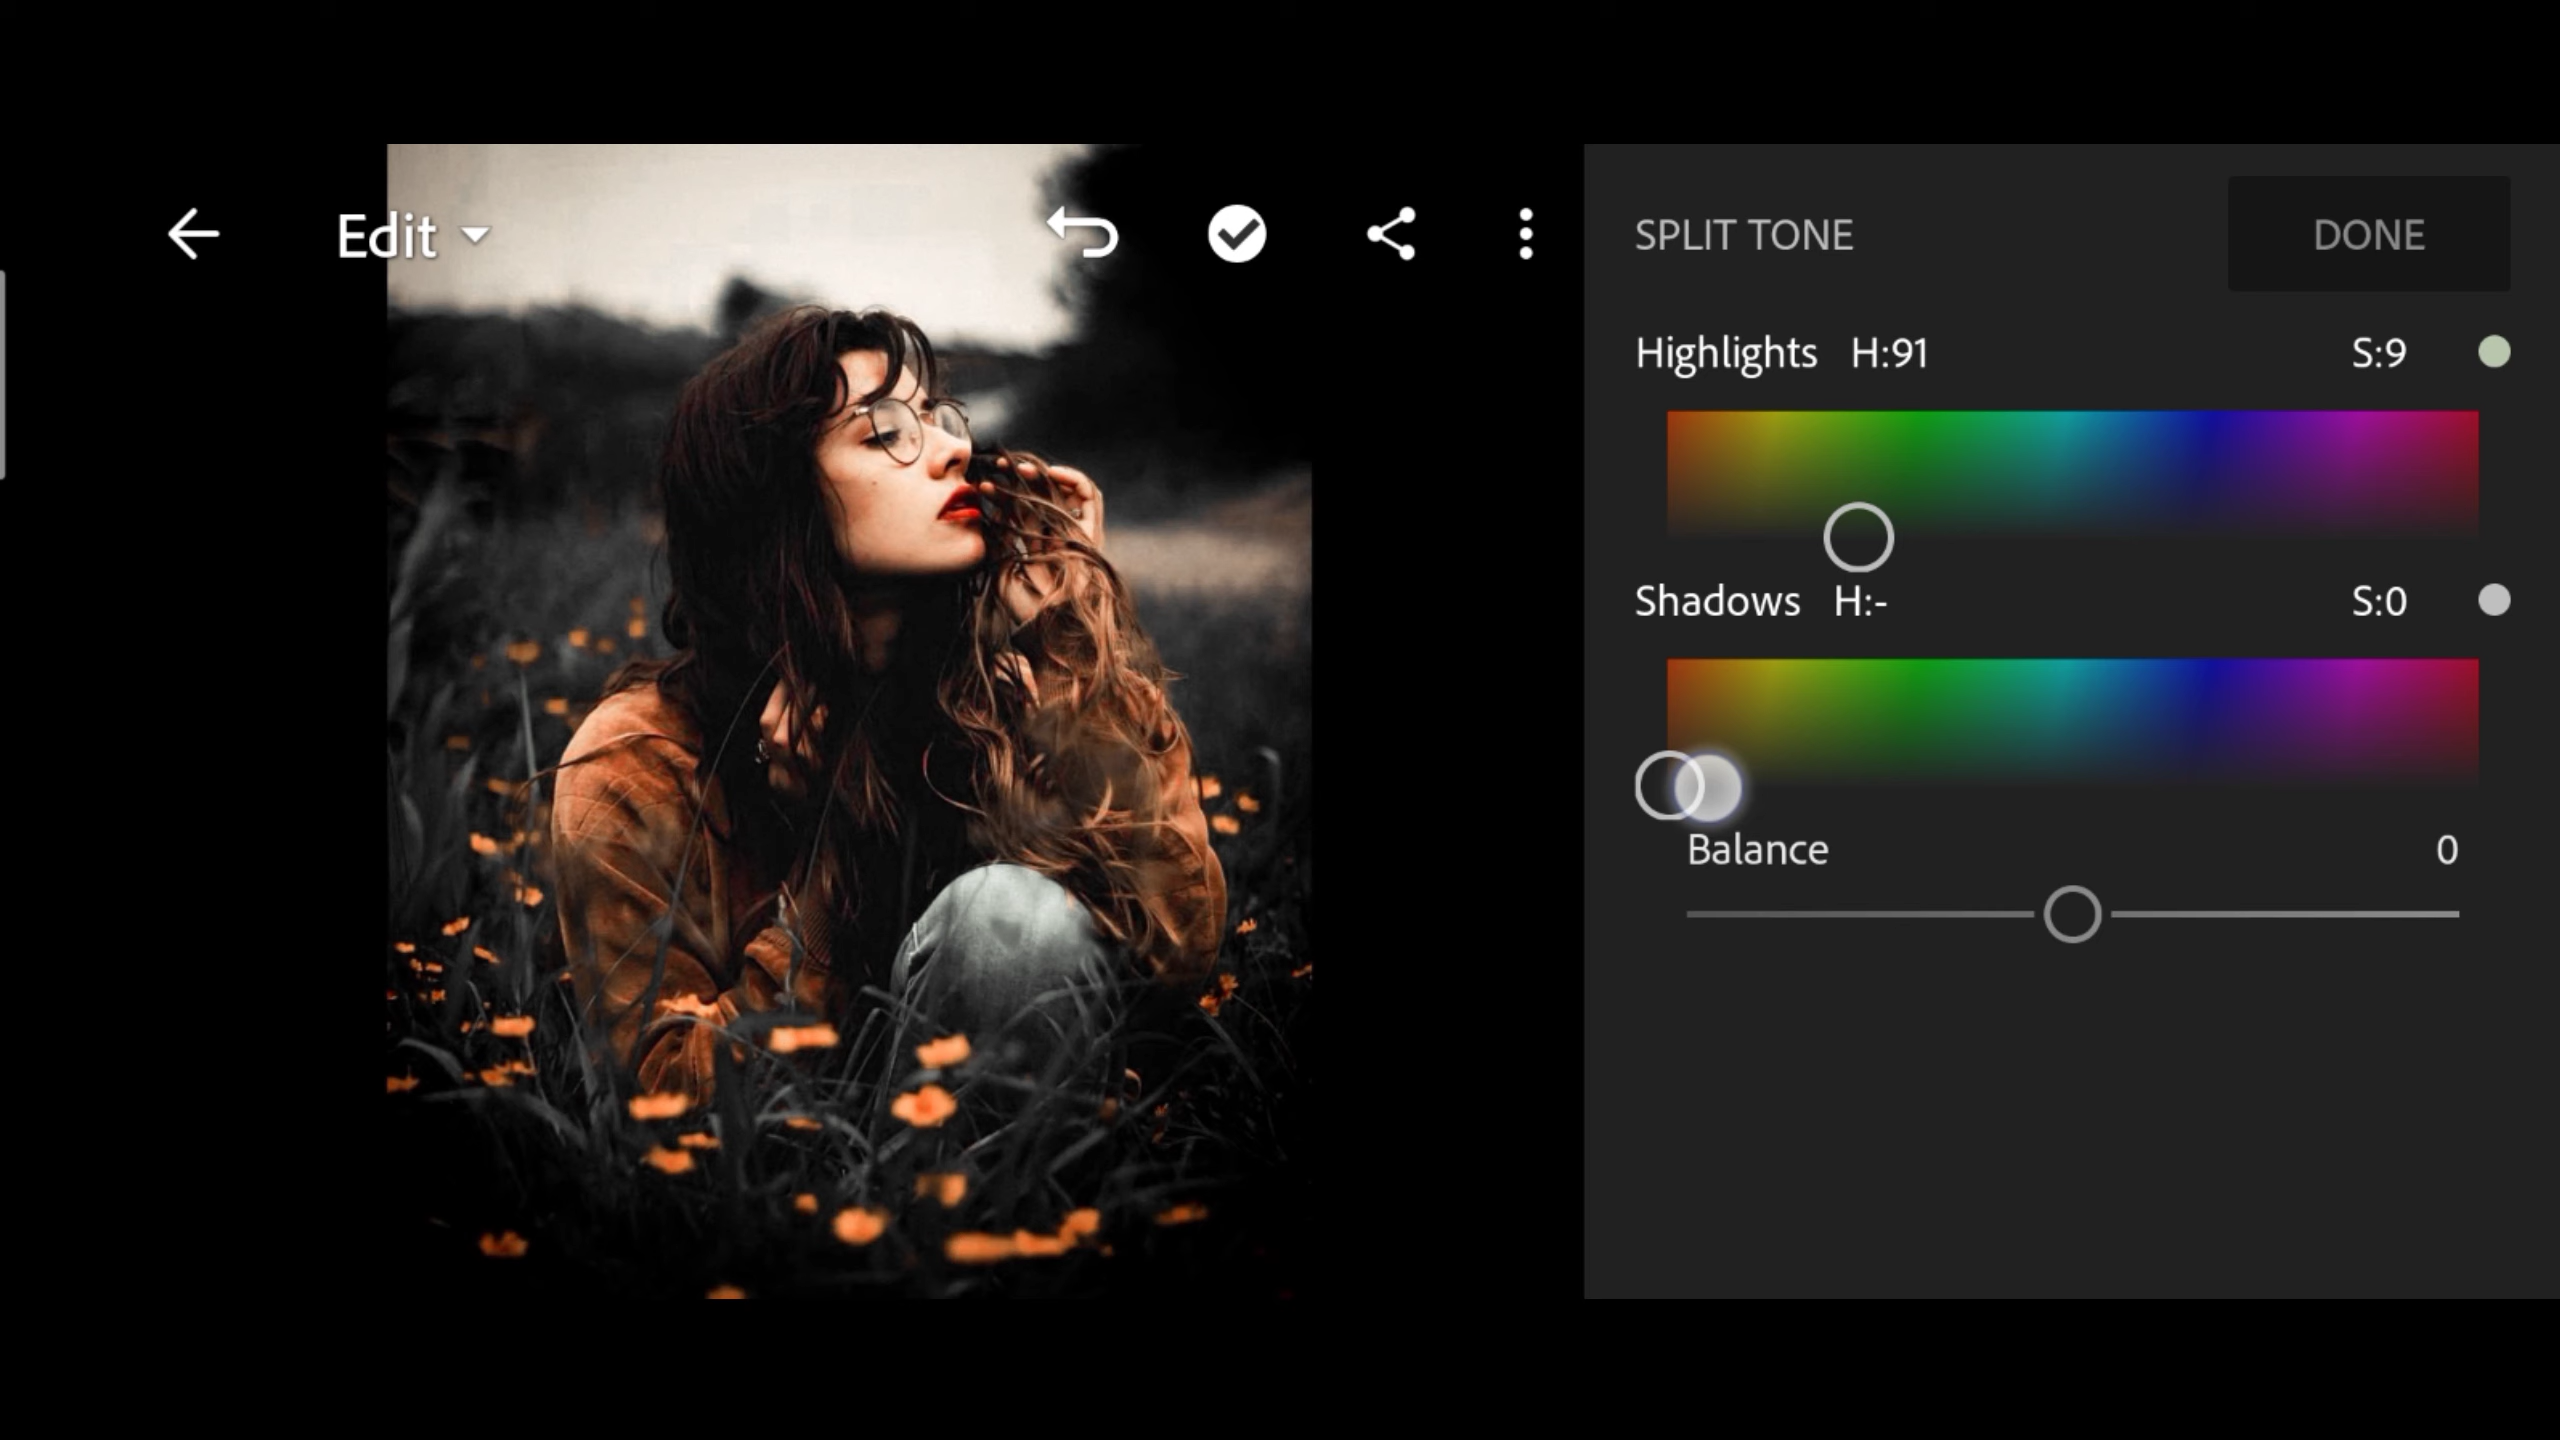 Edit
SPLIT TONE
DONE
Highlights H:91 S:9
Shadows H:- S:0
Balance 0